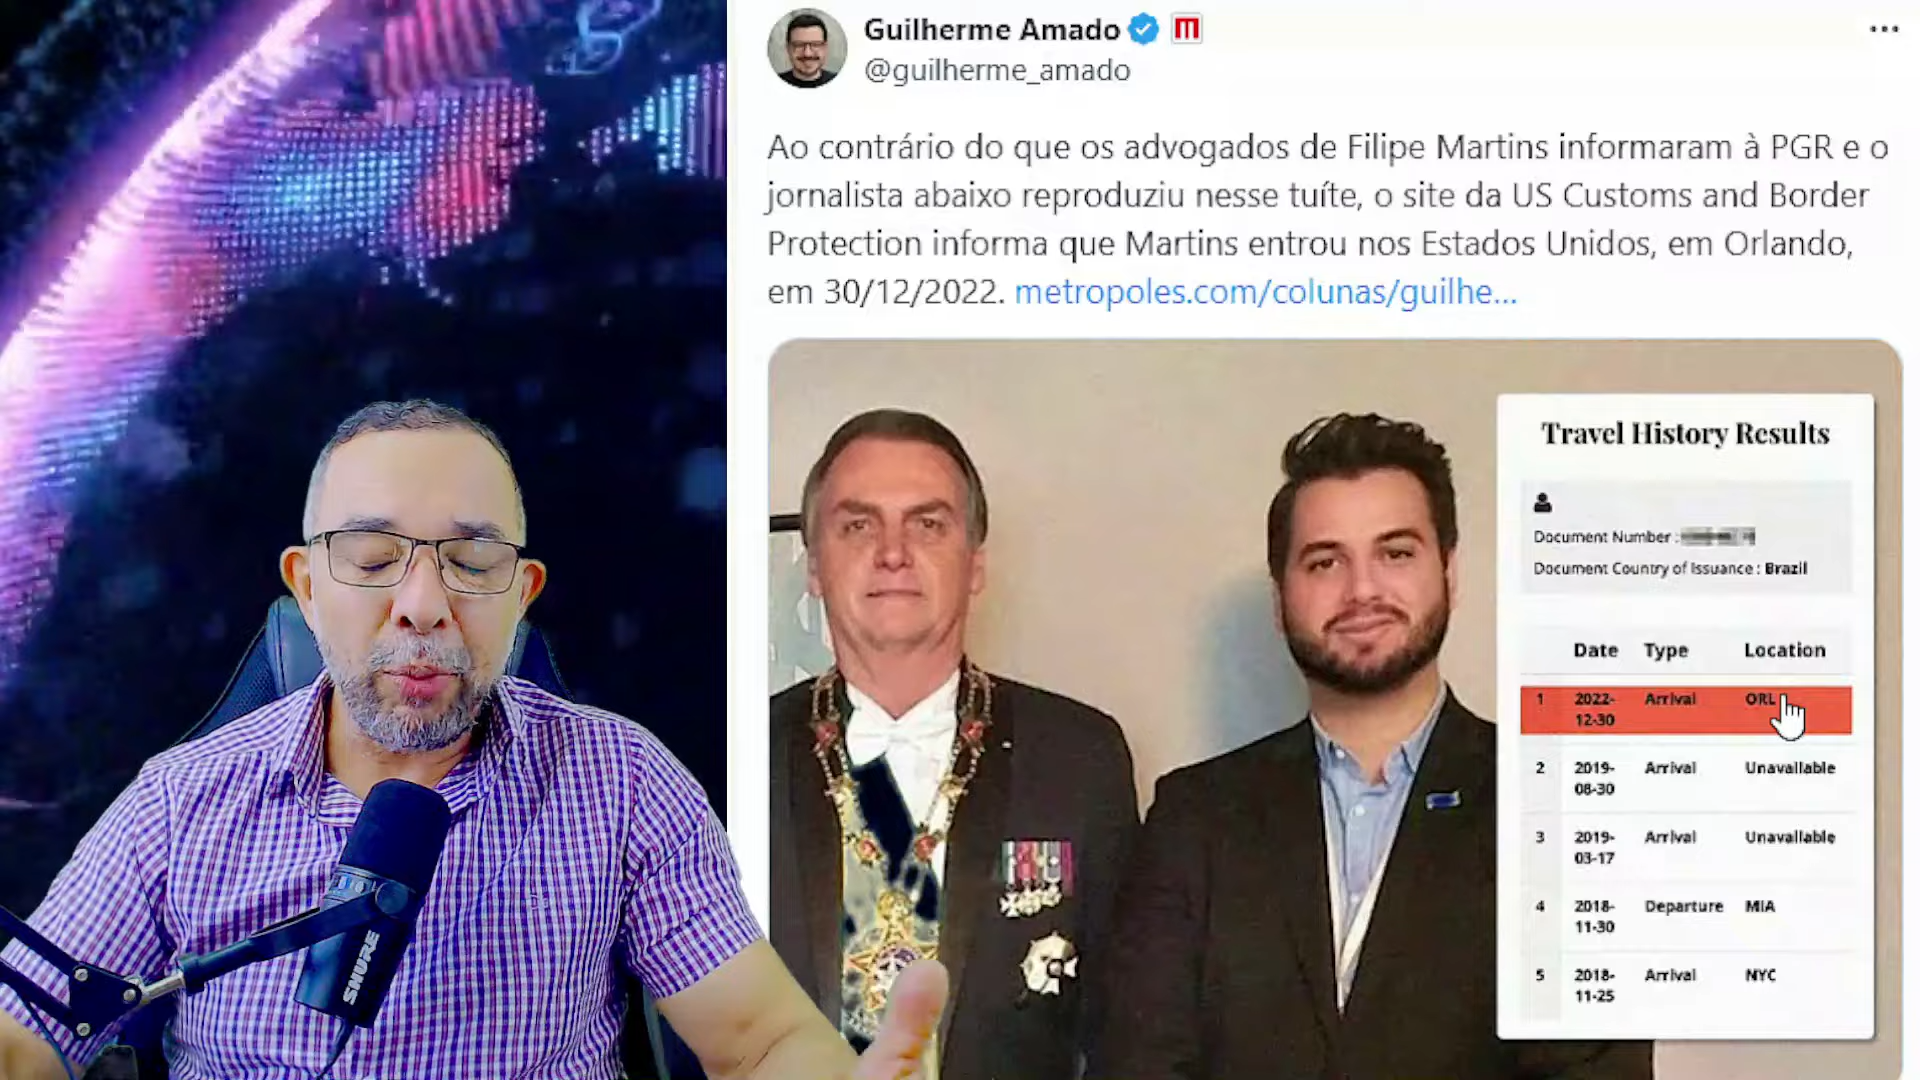 Guilherme Amado
@guilherme_amado
Ao contrário do que os advogados de Filipe Martins informaram à PGR e o
jornalista abaixo reproduziu nesse tuíte, o site da US Customs and Border
Protection informa que Martins entrou nos Estados Unidos, em Orlando,
em 30/12/2022. metropoles.com/colunas/guilhe...
Travel History Results
Document Number :
Document Country of Issuance : Brazil
Date Type Location
1 2022-12-30 Arrival ORL
2 2019-08-30 Arrival Unavailable
3 2019-03-17 Arrival Unavailable
4 2018-11-30 Departure MIA
5 2018-11-25 Arrival NYC
SHURE